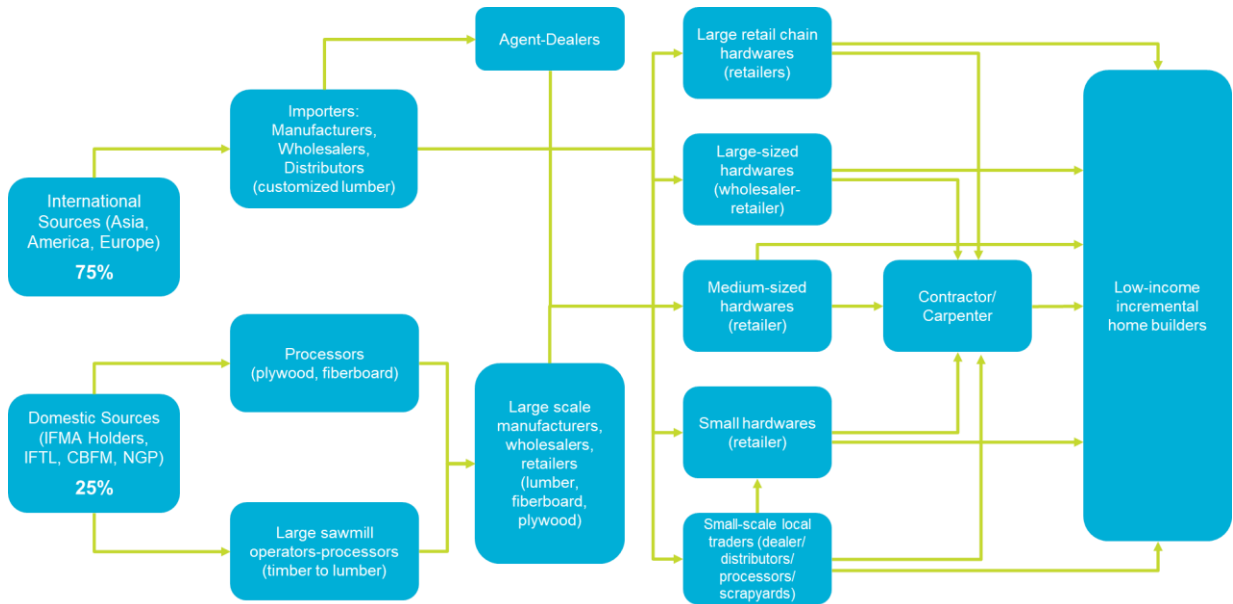 Agent-Dealers
Importers:
Manufacturers,
Wholesalers,
Distributors
(customized lumber)
International
Sources (Asia,
America, Europe)
75%
Processors
(plywood, fiberboard)
Domestic Sources
(IFMA Holders,
IFTL, CBFM, NGP)
25%
Large sawmill
operators-processors
(timber to lumber)
Large scale
manufacturers,
wholesalers,
retailers
(lumber,
fiberboard,
plywood)
Large retail chain
hardwares
(retailers)
Large-sized
hardwares
(wholesaler-
retailer)
Medium-sized
hardwares
(retailer)
Small hardwares
(retailer)
Small-scale local
traders (dealer/
distributors/
processors/
scrapyards)
Contractor/
Carpenter
Low-income
incremental
home builders